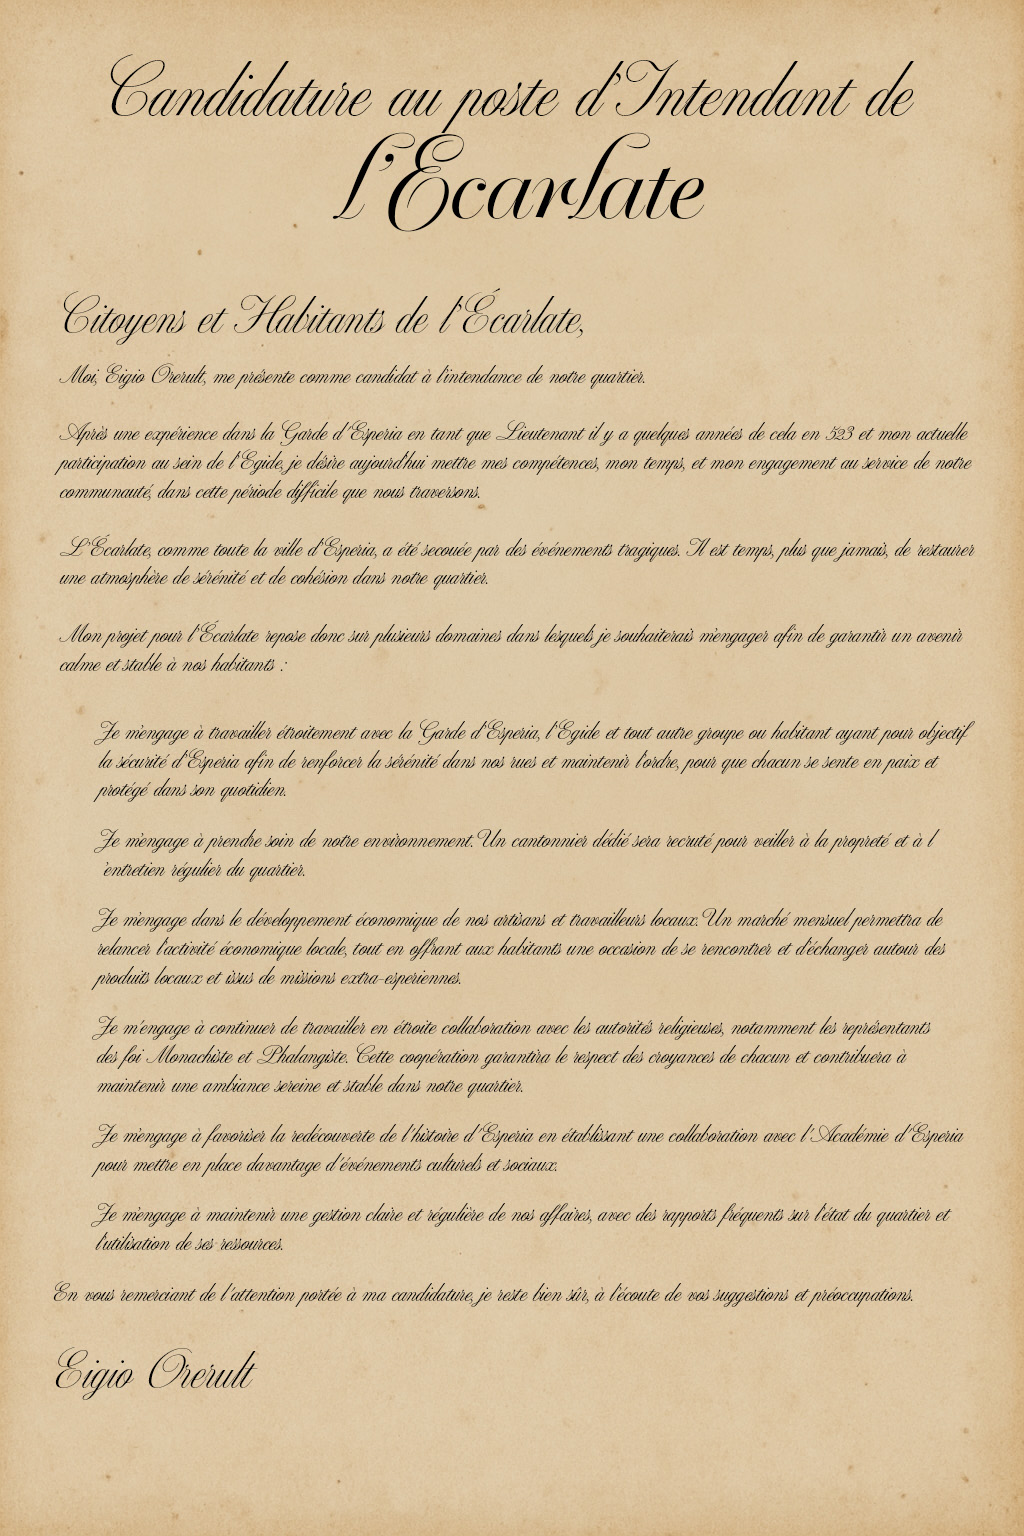 Candidature au poste d'Intendant de
l'Écarlate
Citoyens et Habitants de l'Écarlate,
Moi, Eigio Orerult, me présente comme candidat à l'intendance de notre quartier.
Après une expérience dans la Garde d'Esperia en tant que Lieutenant il y a quelques années de cela en 523 et mon actuelle
participation au sein de l'Egide, je désire aujourd'hui mettre mes compétences, mon temps, et mon engagement au service de notre
communauté, dans cette période difficile que nous traversons.
L'Écarlate, comme toute la ville d'Esperia, a été secouée par des événements tragiques. Il est temps, plus que jamais, de restaurer
une atmosphère de sérénité et de cohésion dans notre quartier.
Mon projet pour l'Écarlate repose donc sur plusieurs domaines dans lesquels je souhaiterais m'engager afin de garantir un avenir
calme et stable à nos habitants :
Je m'engage à travailler étroitement avec la Garde d'Esperia, l'Egide et tout autre groupe ou habitant ayant pour objectif
la sécurité d'Esperia afin de renforcer la sérénité dans nos rues et maintenir l'ordre, pour que chacun se sente en paix et
protégé dans son quotidien.
Je m'engage à prendre soin de notre environnement. Un cantonnier dédié sera recruté pour veiller à la propreté et à l
'entretien régulier du quartier.
Je m'engage dans le développement économique de nos artisans et travailleurs locaux. Un marché mensuel permettra de
relancer l'activité économique locale, tout en offrant aux habitants une occasion de se rencontrer et d'échanger autour des
produits locaux et issus de missions extra-esperiennes.
Je m'engage à continuer de travailler en étroite collaboration avec les autorités religieuses, notamment les représentants
des foi Monachiste et Phalangiste. Cette coopération garantira le respect des croyances de chacun et contribuera à
maintenir une ambiance sereine et stable dans notre quartier.
Je m'engage à favoriser la redécouverte de l'histoire d'Esperia en établissant une collaboration avec l'Académie d'Esperia
pour mettre en place davantage d'événements culturels et sociaux.
Je m'engage à maintenir une gestion claire et régulière de nos affaires, avec des rapports fréquents sur l'état du quartier et
l'utilisation de ses ressources.
En vous remerciant de l'attention portée à ma candidature, je reste bien sûr, à l'écoute de vos suggestions et préoccupations.
Eigio Orerult